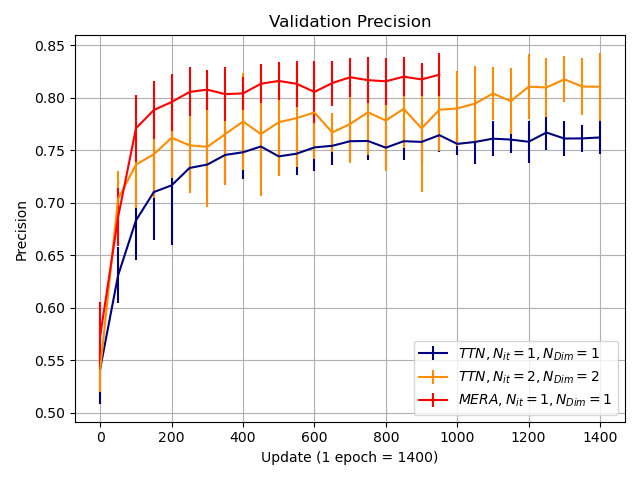 Validation Precision
0.85
0.80
0.75
0.70
0.65
0.60
0.55
0.50
Precision
0 200 400 600 800 1000 1200 1400
Update (1 epoch = 1400)
TTN, N_it = 1, N_Dim = 1
TTN, N_it = 2, N_Dim = 2
MERA, N_it = 1, N_Dim = 1